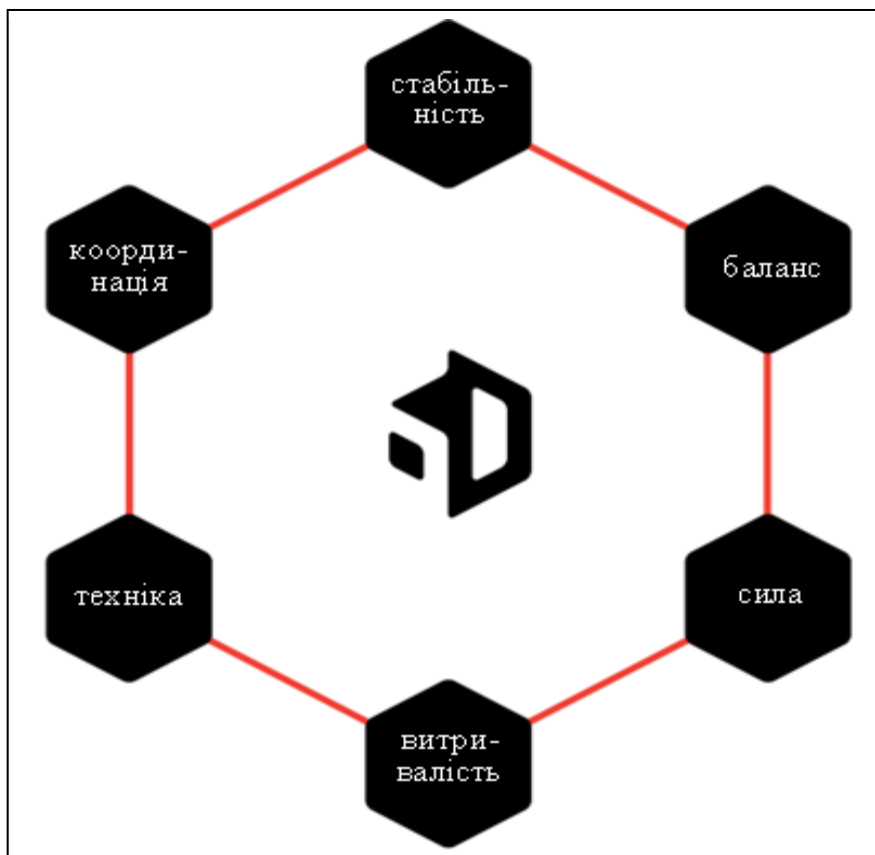 стабіль-
ність
коорди-
нація
баланс
техніка
сила
витри-
валість